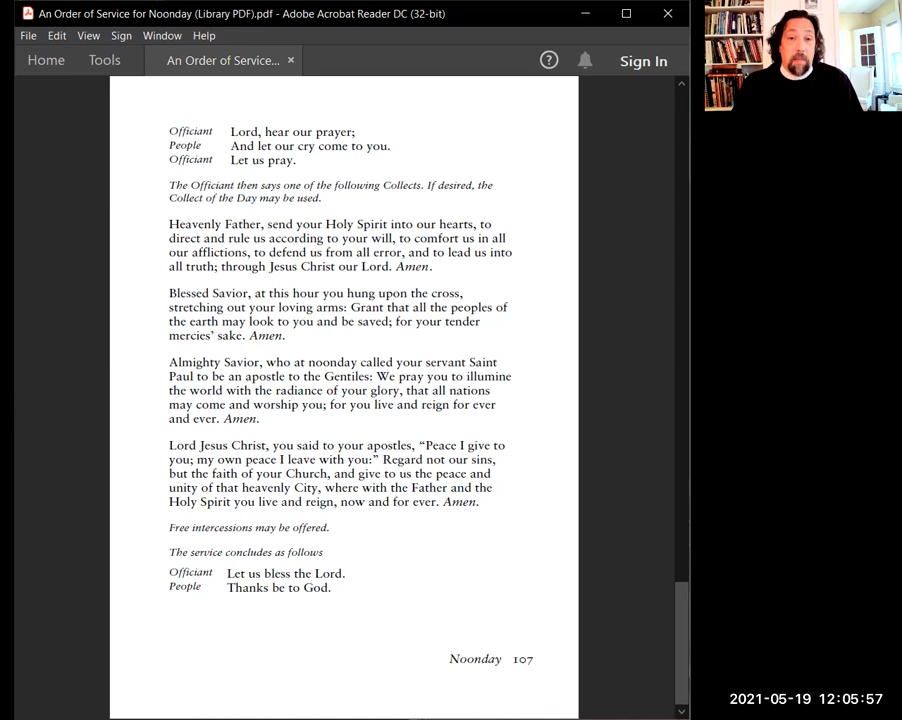 An Order of Service for Noonday (Library PDF).pdf - Adobe Acrobat Reader DC (32-bit)
File Edit View Sign Window Help
Home Tools An Order of Service... × ? Sign In
Officiant Lord, hear our prayer;
People And let our cry come to you.
Officiant Let us pray.
The Officiant then says one of the following Collects. If desired, the
Collect of the Day may be used.
Heavenly Father, send your Holy Spirit into our hearts, to
direct and rule us according to your will, to comfort us in all
our afflictions, to defend us from all error, and to lead us into
all truth; through Jesus Christ our Lord. Amen.
Blessed Savior, at this hour you hung upon the cross,
stretching out your loving arms: Grant that all the peoples of
the earth may look to you and be saved; for your tender
mercies’ sake. Amen.
Almighty Savior, who at noonday called your servant Saint
Paul to be an apostle to the Gentiles: We pray you to illumine
the world with the radiance of your glory, that all nations
may come and worship you; for you live and reign for ever
and ever. Amen.
Lord Jesus Christ, you said to your apostles, “Peace I give to
you; my own peace I leave with you:” Regard not our sins,
but the faith of your Church, and give to us the peace and
unity of that heavenly City, where with the Father and the
Holy Spirit you live and reign, now and for ever. Amen.
Free intercessions may be offered.
The service concludes as follows
Officiant Let us bless the Lord.
People Thanks be to God.
Noonday 107
2021-05-19 12:05:57